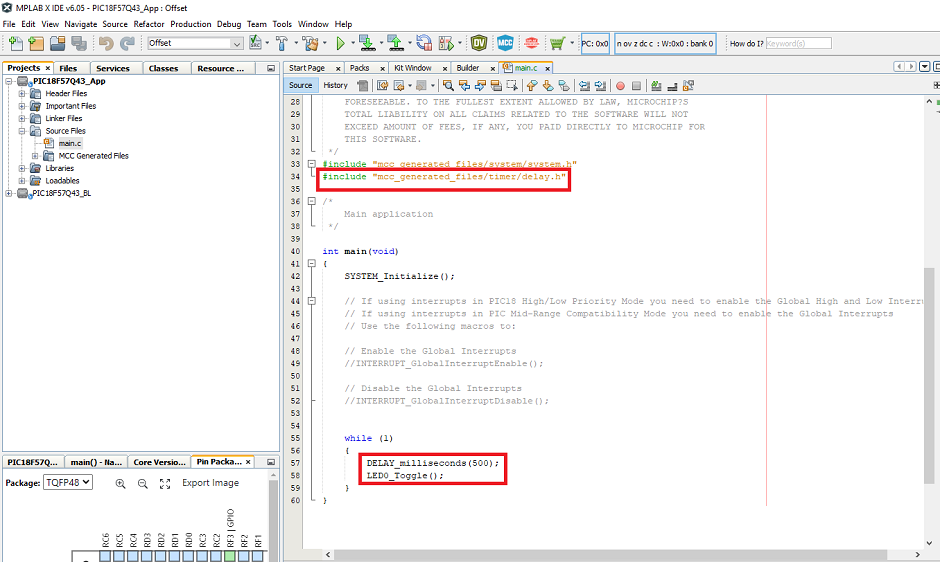 MPLAB X IDE v6.05 - PIC18F57Q43_App : Offset
File Edit View Navigate Source Refactor Production Debug Team Tools Window Help
Offset
PC: 0x0
n ov z dc c : W:0x0 : bank 0
How do I?
Keyword(s)
Projects Files Services Classes Resource ...
PIC18F57Q43_App
Header Files
Important Files
Linker Files
Source Files
main.c
MCC Generated Files
Libraries
Loadables
PIC18F57Q43_BL
Start Page Packs Kit Window Builder main.c
Source History
28 FORESEEABLE. TO THE FULLEST EXTENT ALLOWED BY LAW, MICROCHIP?S
29 TOTAL LIABILITY ON ALL CLAIMS RELATED TO THE SOFTWARE WILL NOT
30 EXCEED AMOUNT OF FEES, IF ANY, YOU PAID DIRECTLY TO MICROCHIP FOR
31 THIS SOFTWARE.
32 */
33 #include "mcc_generated_files/system/system.h"
34 #include "mcc_generated_files/timer/delay.h"
35
36 /*
37 Main application
38 */
39
40 int main(void)
41 {
42 SYSTEM_Initialize();
43
44 // If using interrupts in PIC18 High/Low Priority Mode you need to enable the Global High and Low Interr
45 // If using interrupts in PIC Mid-Range Compatibility Mode you need to enable the Global Interrupts
46 // Use the following macros to:
47
48 // Enable the Global Interrupts
49 //INTERRUPT_GlobalInterruptEnable();
50
51 // Disable the Global Interrupts
52 //INTERRUPT_GlobalInterruptDisable();
53
54
55 while (1)
56 {
57 DELAY_milliseconds(500);
58 LED0_Toggle();
59 }
60 }
PIC18F57Q... main() - Na... Core Versio... Pin Packa...
Package: TQFP48 Export Image
RC6
RC5
RC4
RD3
RD2
RD1
RD0
RC3
RC2
RF3 | GPIO
RF2
RF1